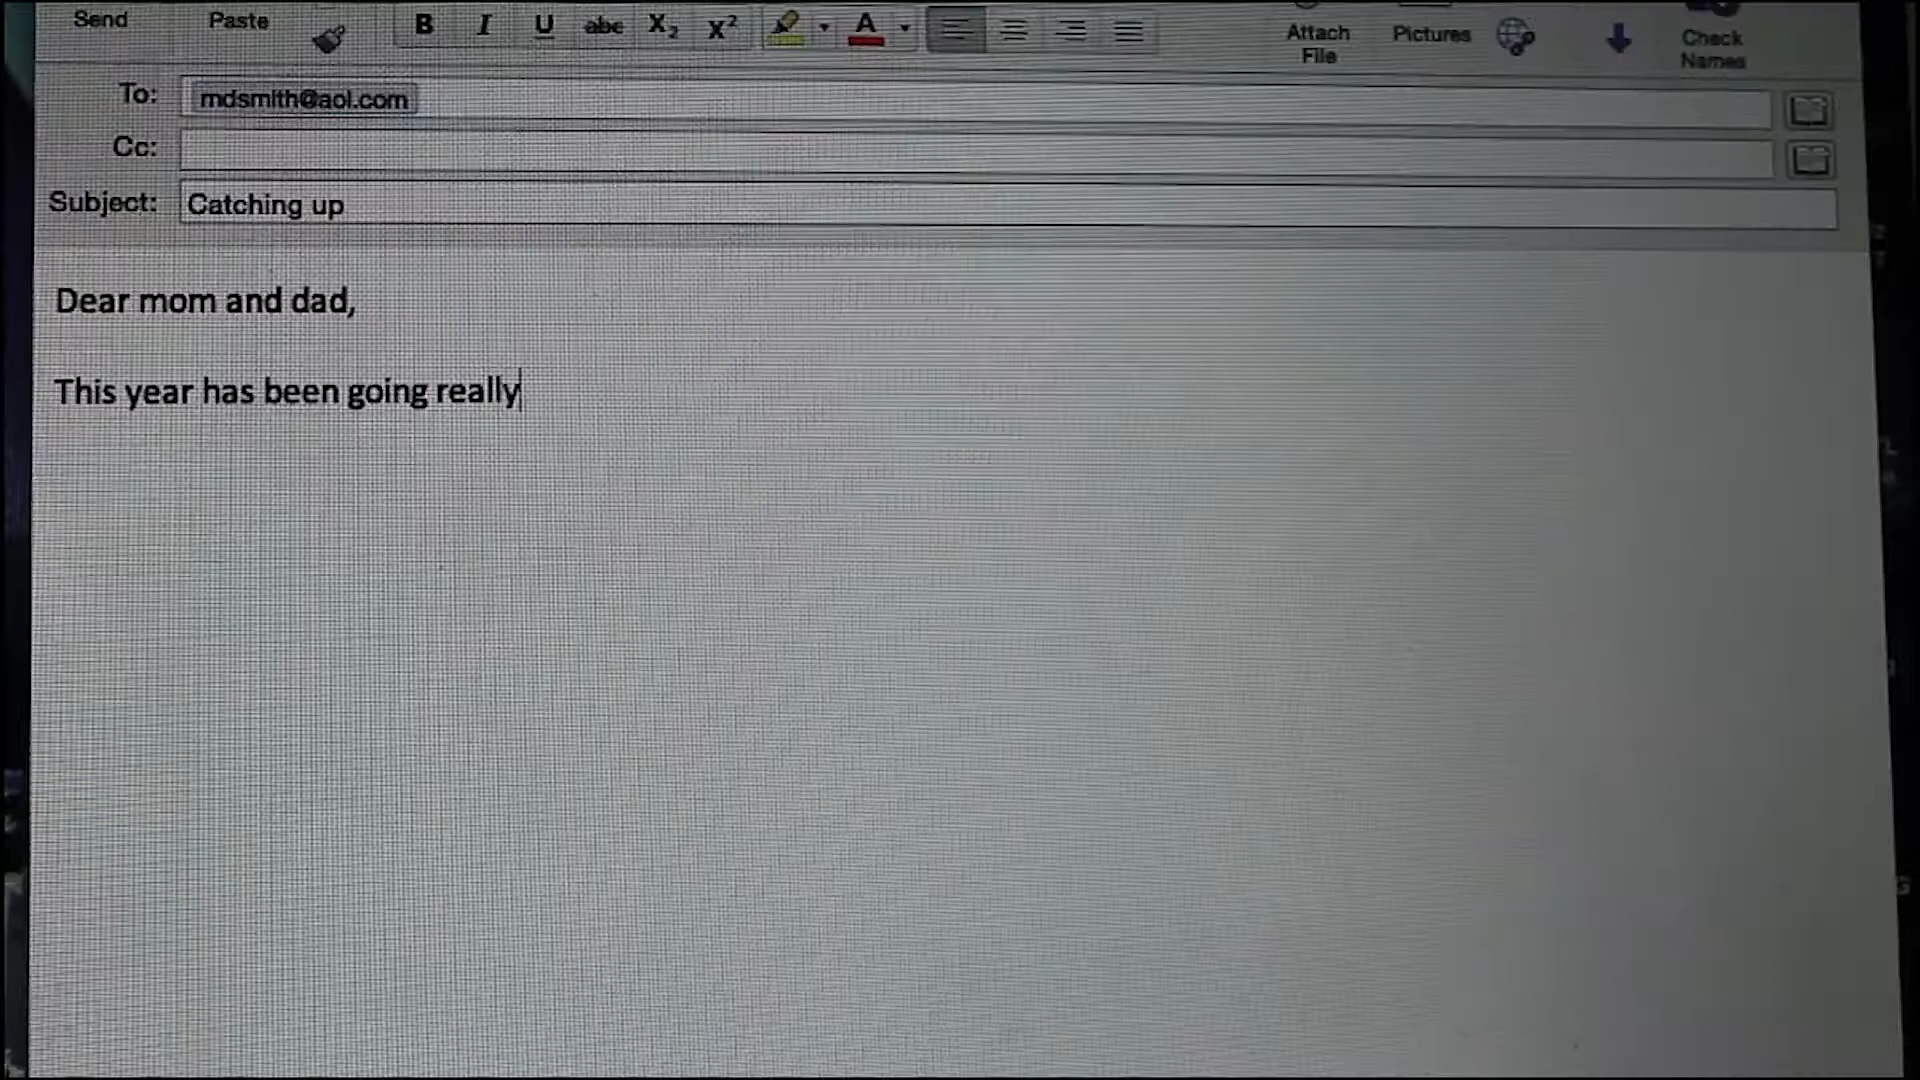 Send Paste B I U abc X₂ X² A Attach File Pictures Check Names
To: mdsmith@aol.com
Cc:
Subject: Catching up
Dear mom and dad,
This year has been going really